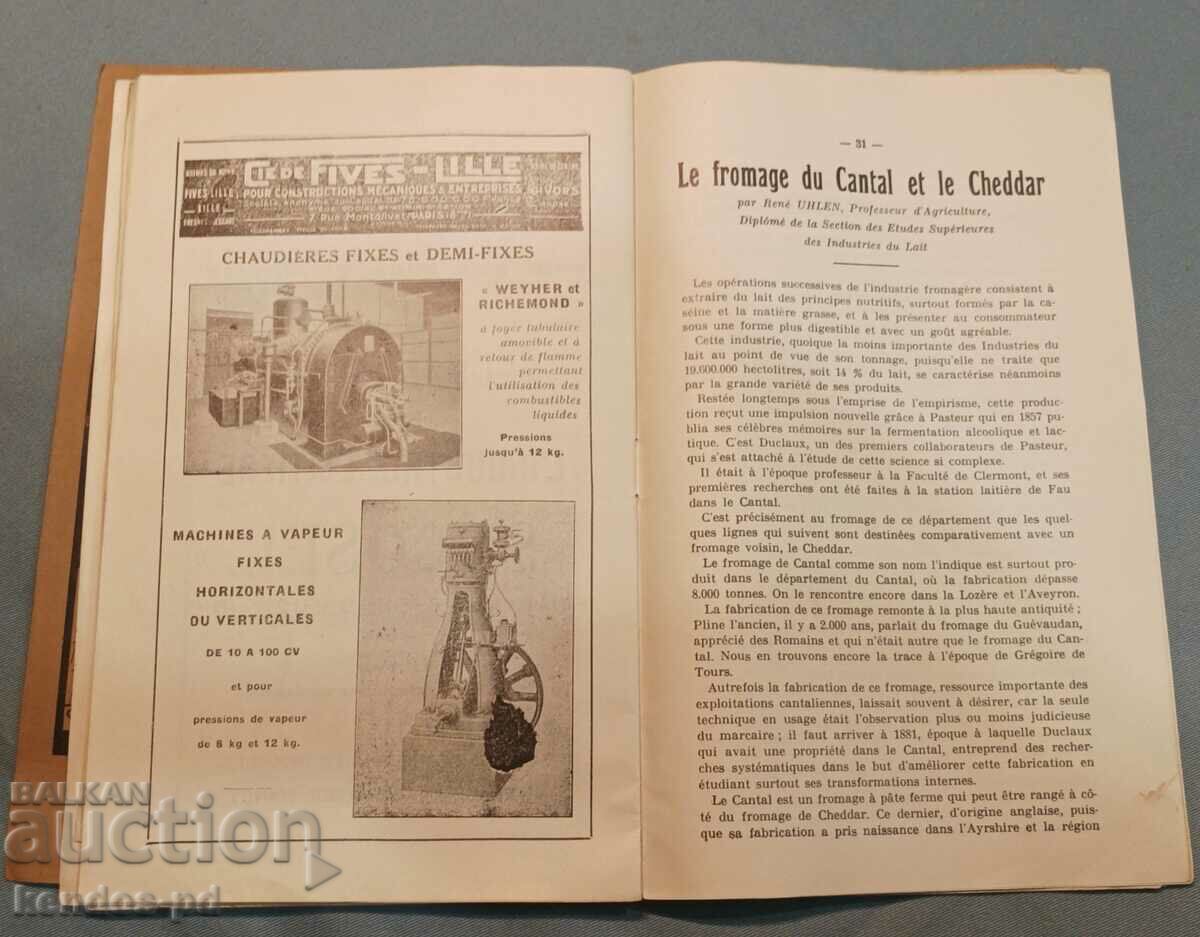 CIE DE FIVES-LILLE
POUR CONSTRUCTIONS MÉCANIQUES & ENTREPRISES
FIVES-LILLE
GIVORS
7, Rue Montalivet PARIS (8e)
CHAUDIÈRES FIXES et DEMI-FIXES
« WEYHER et
RICHEMOND »
à foyer tubulaire
amovible et à
retour de flamme
permettant
l'utilisation des
combustibles
liquides
Pressions
jusqu'à 12 kg.
MACHINES A VAPEUR
FIXES
HORIZONTALES
OU VERTICALES
DE 10 A 100 CV
et pour
pressions de vapeur
de 8 kg et 12 kg.
— 31 —
Le fromage du Cantal et le Cheddar
par René UHLEN, Professeur d'Agriculture,
Diplômé de la Section des Etudes Supérieures
des Industries du Lait
Les opérations successives de l'industrie fromagère consistent à
extraire du lait des principes nutritifs, surtout formés par la ca-
séine et la matière grasse, et à les présenter au consommateur
sous une forme plus digestible et avec un goût agréable.
Cette industrie, quoique la moins importante des Industries du
lait au point de vue de son tonnage, puisqu'elle ne traite que
19.600.000 hectolitres, soit 14 % du lait, se caractérise néanmoins
par la grande variété de ses produits.
Restée longtemps sous l'emprise de l'empirisme, cette produc-
tion reçut une impulsion nouvelle grâce à Pasteur qui en 1857 pu-
blia ses célèbres mémoires sur la fermentation alcoolique et lac-
tique. C'est Duclaux, un des premiers collaborateurs de Pasteur,
qui s'est attaché à l'étude de cette science si complexe.
Il était à l'époque professeur à la Faculté de Clermont, et ses
premières recherches ont été faites à la station laitière de Fau
dans le Cantal.
C'est précisément au fromage de ce département que les quel-
ques lignes qui suivent sont destinées comparativement avec un
fromage voisin, le Cheddar.
Le fromage de Cantal comme son nom l'indique est surtout pro-
duit dans le département du Cantal, où la fabrication dépasse
8.000 tonnes. On le rencontre encore dans la Lozère et l'Aveyron.
La fabrication de ce fromage remonte à la plus haute antiquité ;
Pline l'ancien, il y a 2.000 ans, parlait du fromage du Guévaudan,
apprécié des Romains et qui n'était autre que le fromage du Can-
tal. Nous en trouvons encore la trace à l'époque de Grégoire de
Tours.
Autrefois la fabrication de ce fromage, ressource importante des
exploitations cantaliennes, laissait souvent à désirer, car la seule
technique en usage était l'observation plus ou moins judicieuse
du marcaire ; il faut arriver à 1881, époque à laquelle Duclaux
qui avait une propriété dans le Cantal, entreprend des recher-
ches systématiques dans le but d'améliorer cette fabrication en
étudiant surtout ses transformations internes.
Le Cantal est un fromage à pâte ferme qui peut être rangé à cô-
té du fromage de Cheddar. Ce dernier, d'origine anglaise, puis-
que sa fabrication a pris naissance dans l'Ayrshire et la région
BALKAN
auction
kendos-pd